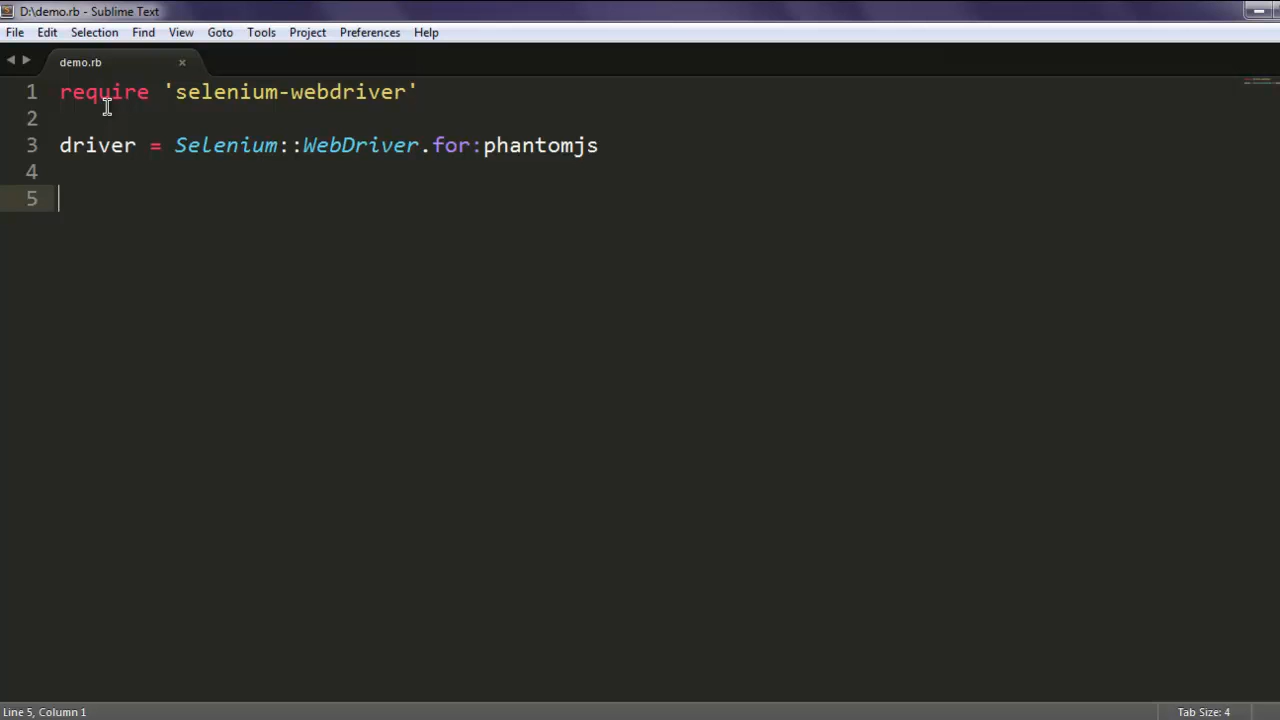 D:\demo.rb - Sublime Text
File Edit Selection Find View Goto Tools Project Preferences Help
demo.rb
1 require 'selenium-webdriver'
2
3 driver = Selenium::WebDriver.for:phantomjs
4
5
Line 5, Column 1 Tab Size: 4